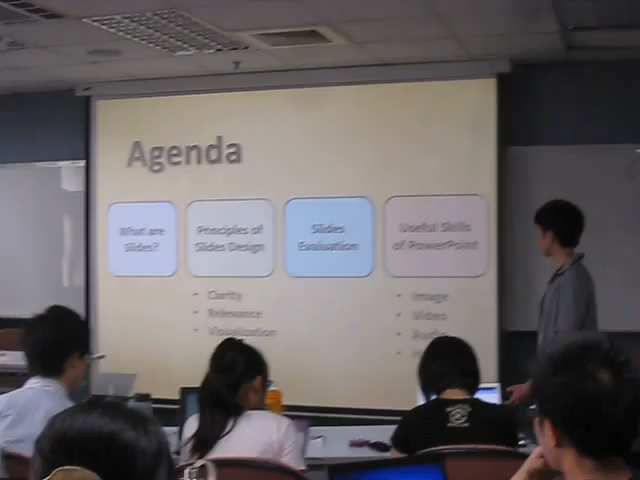 Agenda
What are
Slides?
Principles of
Slides Design
Slides
Evaluation
Useful Skills
of PowerPoint
• Clarity
• Relevance
• Visualization
• Image
• Video
• Audio